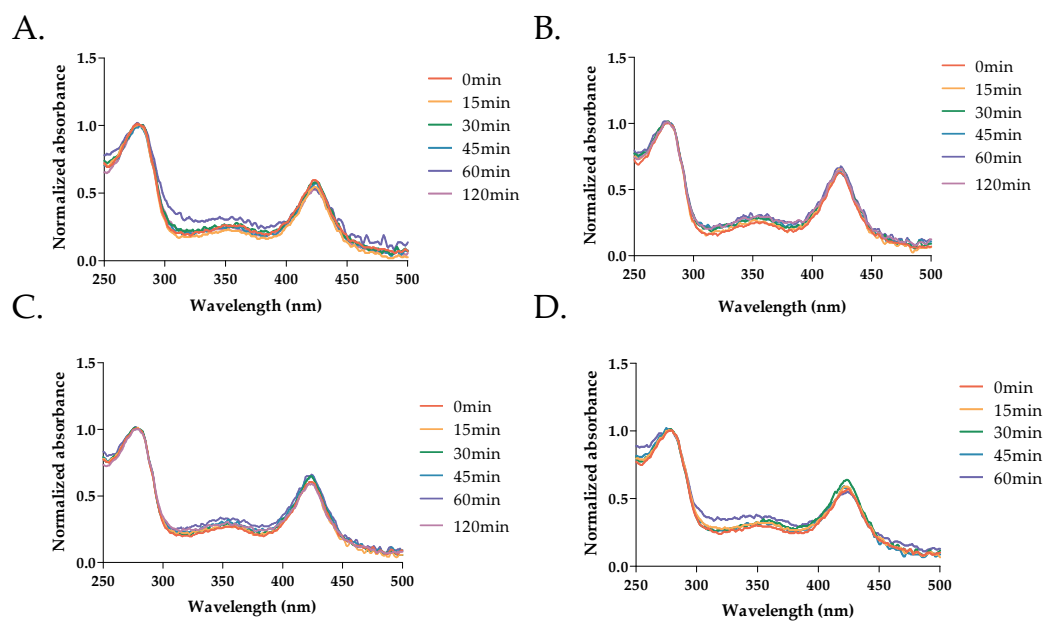 A.
Normalized absorbance
1.5
1.0
0.5
0.0
250 300 350 400 450 500
Wavelength (nm)
0min
15min
30min
45min
60min
120min
B.
Normalized absorbance
1.5
1.0
0.5
0.0
250 300 350 400 450 500
Wavelength (nm)
0min
15min
30min
45min
60min
120min
C.
Normalized absorbance
1.5
1.0
0.5
0.0
250 300 350 400 450 500
Wavelength (nm)
0min
15min
30min
45min
60min
120min
D.
Normalized absorbance
1.5
1.0
0.5
0.0
250 300 350 400 450 500
Wavelength (nm)
0min
15min
30min
45min
60min